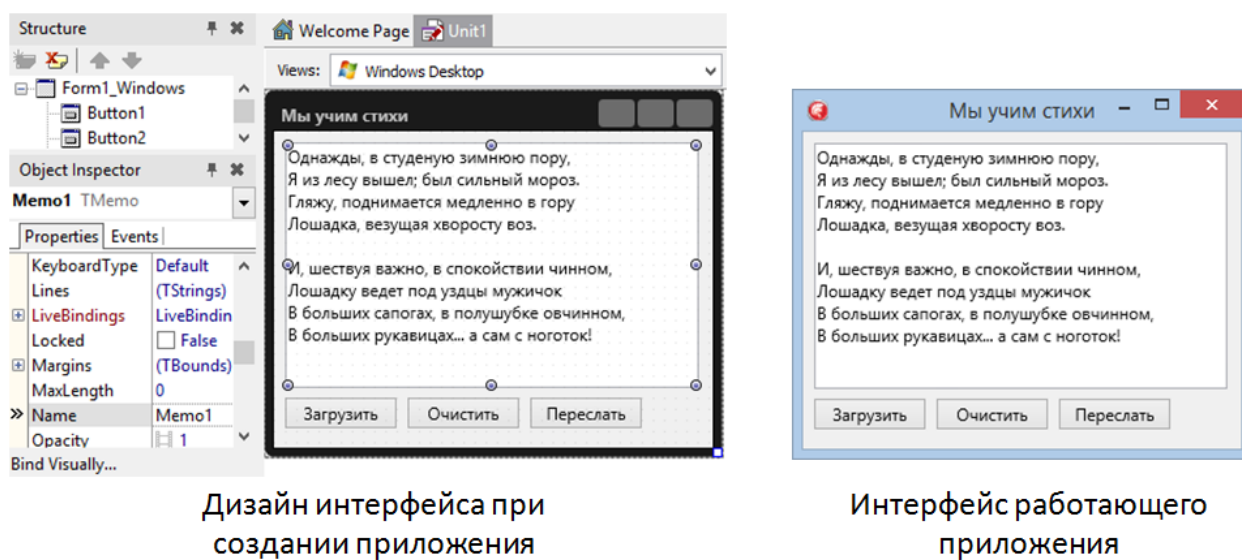 Structure
Form1_Windows
Button1
Button2
Object Inspector
Memo1 TMemo
Properties Events
KeyboardType Default
Lines (TStrings)
LiveBindings LiveBindin
Locked False
Margins (TBounds)
MaxLength 0
Name Memo1
Opacity 1
Bind Visually...
Welcome Page Unit1
Views: Windows Desktop
Мы учим стихи
Однажды, в студеную зимнюю пору,
Я из лесу вышел; был сильный мороз.
Гляжу, поднимается медленно в гору
Лошадка, везущая хворосту воз.
И, шествуя важно, в спокойствии чинном,
Лошадку ведет под уздцы мужичок
В больших сапогах, в полушубке овчинном,
В больших рукавицах... а сам с ноготок!
Загрузить Очистить Переслать
Дизайн интерфейса при
создании приложения
Мы учим стихи
Однажды, в студеную зимнюю пору,
Я из лесу вышел; был сильный мороз.
Гляжу, поднимается медленно в гору
Лошадка, везущая хворосту воз.
И, шествуя важно, в спокойствии чинном,
Лошадку ведет под уздцы мужичок
В больших сапогах, в полушубке овчинном,
В больших рукавицах... а сам с ноготок!
Загрузить Очистить Переслать
Интерфейс работающего
приложения